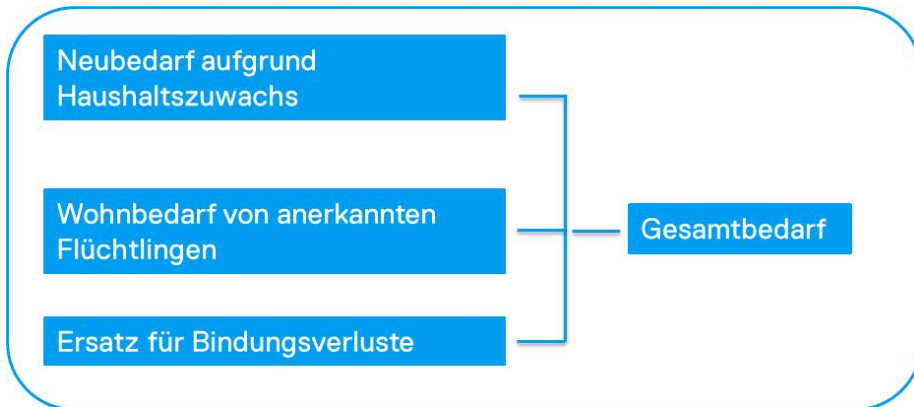 Neubedarf aufgrund
Haushaltszuwachs
Wohnbedarf von anerkannten
Flüchtlingen
Gesamtbedarf
Ersatz für Bindungsverluste